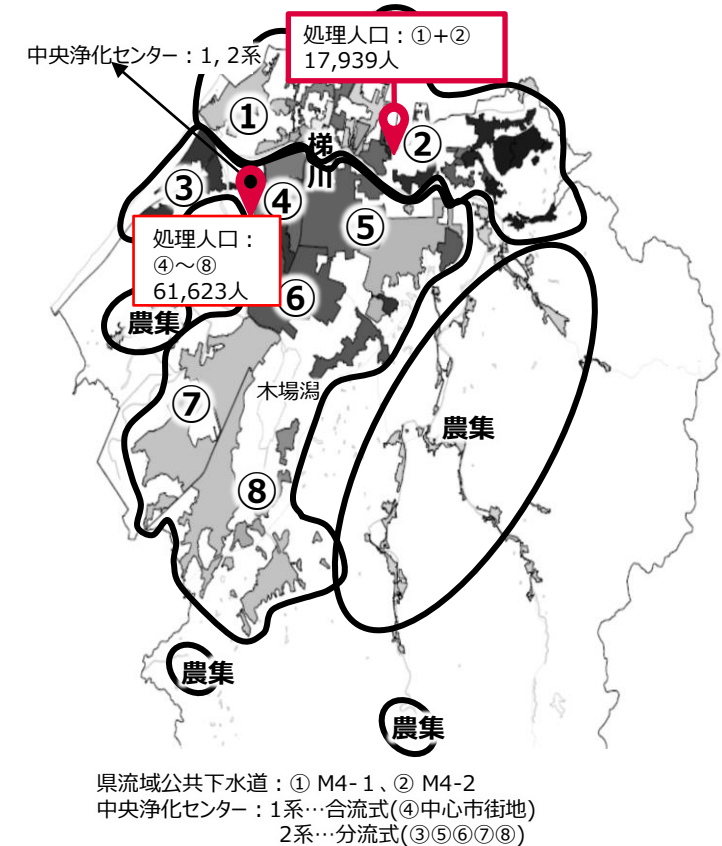 処理人口：①+②
17,939人
中央浄化センター：1, 2系
①
梯
川
②
③
④
⑤
処理人口：
④～⑧
61,623人
⑥
農集
木場潟
⑦
農集
⑧
農集
農集
県流域公共下水道：① M4-1、② M4-2
中央浄化センター：1系…合流式(④中心市街地)
2系…分流式(③⑤⑥⑦⑧)